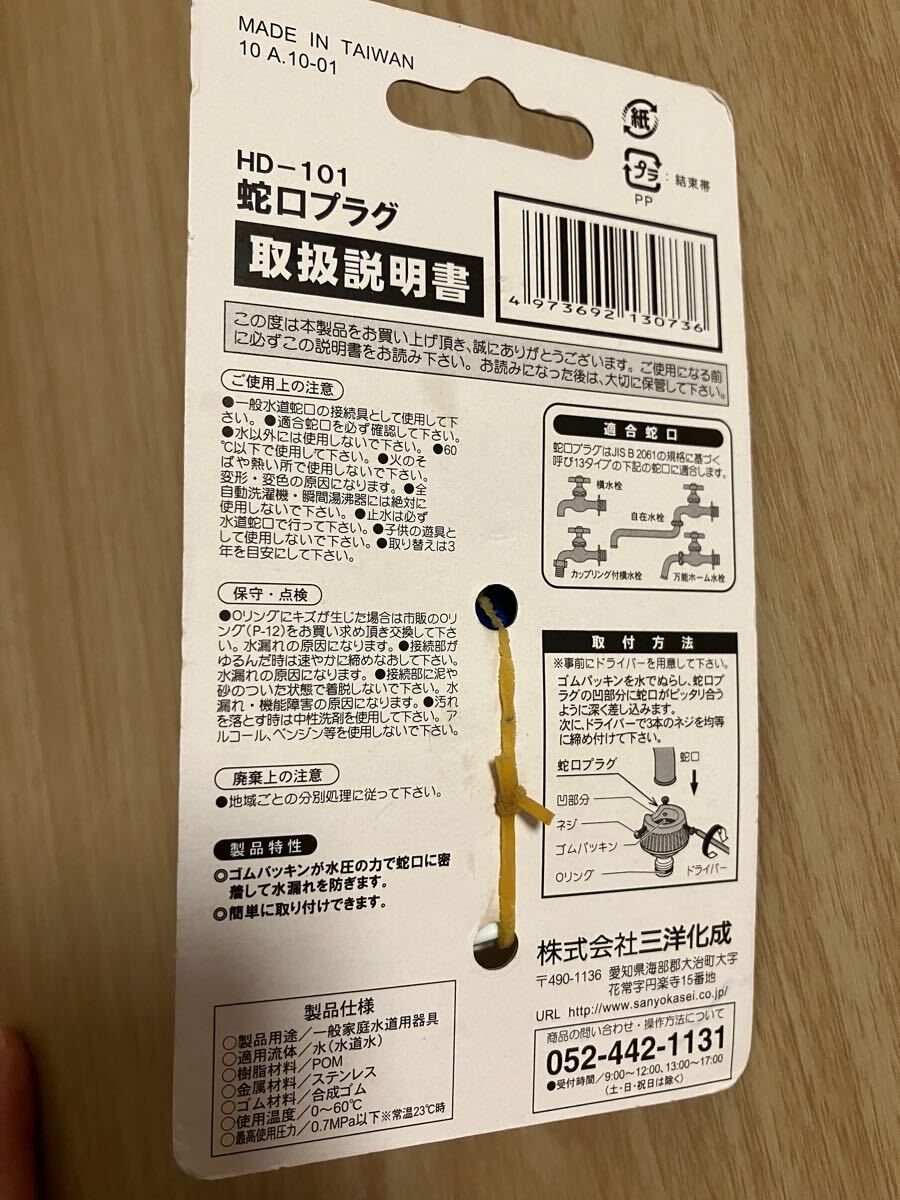 MADE IN TAIWAN
10 A.10-01
紙
プラ
PP
:結束帯
HD-101
蛇口プラグ
取扱説明書
4 973692 130736
この度は本製品をお買い上げ頂き、誠にありがとうございます。ご使用になる前
に必ずこの説明書をお読み下さい。お読みになった後は、大切に保管して下さい。
ご使用上の注意
●一般水道蛇口の接続具として使用して下
さい。●適合蛇口を必ず確認して下さい。
●水以外には使用しないで下さい。●60
℃以下で使用して下さい。●火のそ
ばや熱い所で使用しないで下さい。
変形・変色の原因になります。●全
自動洗濯機・瞬間湯沸器には絶対に
使用しないで下さい。●止水は必ず
水道蛇口で行って下さい。●子供の遊具と
して使用しないで下さい。●取り替えは3
年を目安にして下さい。
保守・点検
●Oリングにキズが生じた場合は市販のOリ
ング(P-12)をお買い求め頂き交換して下さ
い。水漏れの原因になります。●接続部が
ゆるんだ時は速やかに締めなおして下さい。
水漏れの原因になります。●接続部に泥や
砂のついた状態で着脱しないで下さい。水
漏れ・機能障害の原因になります。●汚れ
を落とす時は中性洗剤を使用して下さい。ア
ルコール、ベンジン等を使用しないで下さい。
廃棄上の注意
●地域ごとの分別処理に従って下さい。
製品特性
◎ゴムパッキンが水圧の力で蛇口に密
着して水漏れを防ぎます。
◎簡単に取り付けできます。
製品仕様
○製品用途/一般家庭水道用器具
○適用流体/水(水道水)
○樹脂材料/POM
○金属材料/ステンレス
○ゴム材料/合成ゴム
○使用温度/0〜60℃
○最高使用圧力/0.7MPa以下※常温23℃時
適合蛇口
蛇口プラグはJIS B 2061の規格に基づく
呼び13タイプの下記の蛇口に適合します。
横水栓
自在水栓
カップリング付横水栓
万能ホーム水栓
取付方法
※事前にドライバーを用意して下さい。
ゴムパッキンを水でぬらし、蛇口プ
ラグの凹部分に蛇口がピッタリ合う
ように深く差し込みます。
次に、ドライバーで3本のネジを均等
に締め付けて下さい。
蛇口プラグ
蛇口
凹部分
ネジ
ゴムパッキン
Oリング
ドライバー
株式会社三洋化成
〒490-1136 愛知県海部郡大治町大字
花常字円楽寺15番地
URL http://www.sanyokasei.co.jp/
商品の問い合わせ・操作方法について
052-442-1131
●受付時間/9:00〜12:00、13:00〜17:00
(土・日・祝日は除く)